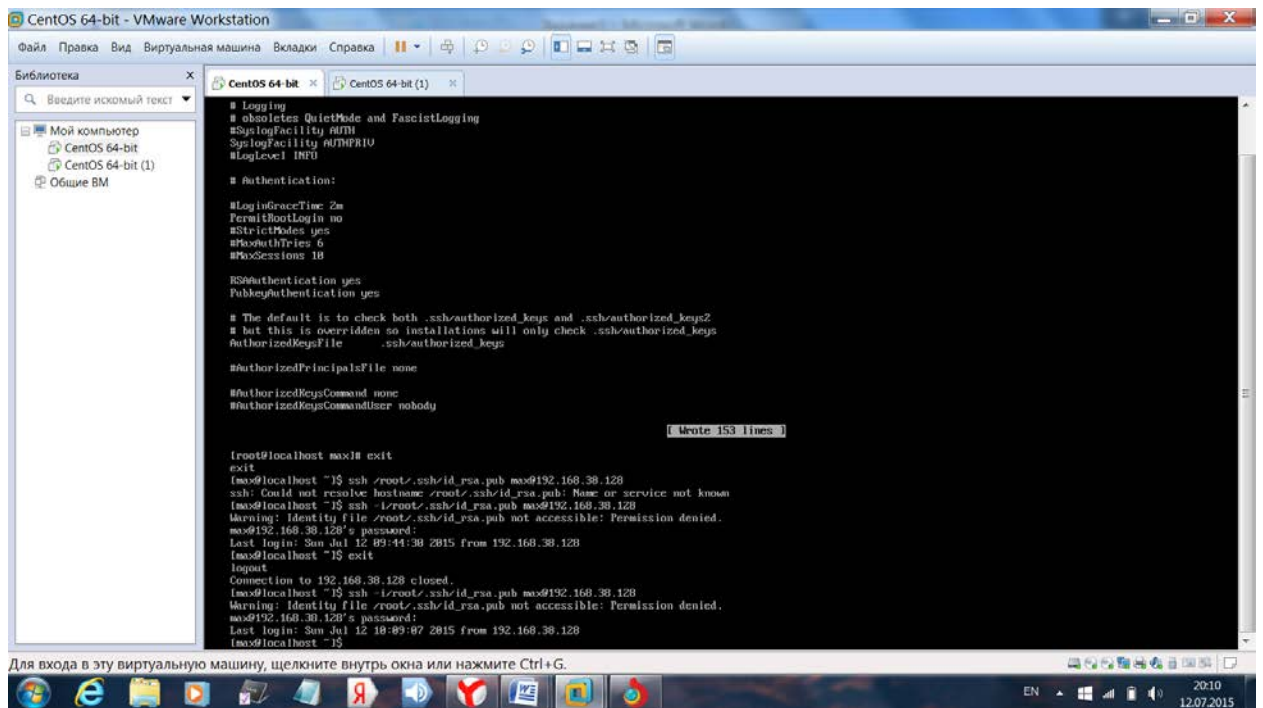 CentOS 64-bit - VMware Workstation
Файл Правка Вид Виртуальная машина Вкладки Справка
Библиотека x
CentOS 64-bit × CentOS 64-bit (1) ×
Введите искомый текст
Мой компьютер
CentOS 64-bit
CentOS 64-bit (1)
Общие ВМ
# Logging
# obsoletes QuietMode and FascistLogging
#SyslogFacility AUTH
SyslogFacility AUTHPRIV
#LogLevel INFO
# Authentication:
#LoginGraceTime 2m
PermitRootLogin no
#StrictModes yes
#MaxAuthTries 6
#MaxSessions 10
RSAAuthentication yes
PubkeyAuthentication yes
# The default is to check both .ssh/authorized_keys and .ssh/authorized_keys2
# but this is overridden so installations will only check .ssh/authorized_keys
AuthorizedKeysFile .ssh/authorized_keys
#AuthorizedPrincipalsFile none
#AuthorizedKeysCommand none
#AuthorizedKeysCommandUser nobody
[ Wrote 153 lines ]
[root@localhost max]# exit
exit
[max@localhost ~]$ ssh /root/.ssh/id_rsa.pub max@192.168.38.128
ssh: Could not resolve hostname /root/.ssh/id_rsa.pub: Name or service not known
[max@localhost ~]$ ssh -i/root/.ssh/id_rsa.pub max@192.168.38.128
Warning: Identity file /root/.ssh/id_rsa.pub not accessible: Permission denied.
max@192.168.38.128's password:
Last login: Sun Jul 12 09:44:30 2015 from 192.168.38.128
[max@localhost ~]$ exit
logout
Connection to 192.168.38.128 closed.
[max@localhost ~]$ ssh -i/root/.ssh/id_rsa.pub max@192.168.38.128
Warning: Identity file /root/.ssh/id_rsa.pub not accessible: Permission denied.
max@192.168.38.128's password:
Last login: Sun Jul 12 10:09:07 2015 from 192.168.38.128
[max@localhost ~]$
Для входа в эту виртуальную машину, щелкните внутрь окна или нажмите Ctrl+G.
EN
20:10
12.07.2015